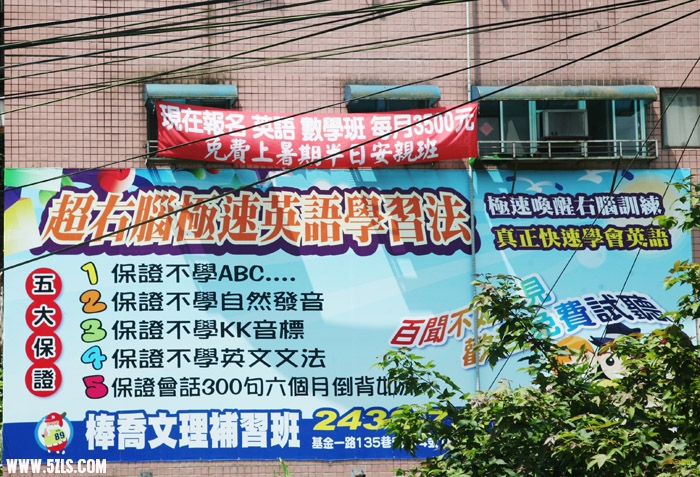 現在報名 英語 數學班 每月3500元
免費上暑期半日安親班
超右腦極速英語學習法
極速喚醒右腦訓練
真正快速學會英語
五大保證
1 保證不學ABC....
2 保證不學自然發音
3 保證不學KK音標
4 保證不學英文文法
5 保證會話300句六個月倒背如流
百聞不
見
免費試聽
棒喬文理補習班
243
基金一路135巷
89
WWW.5ZLS.COM